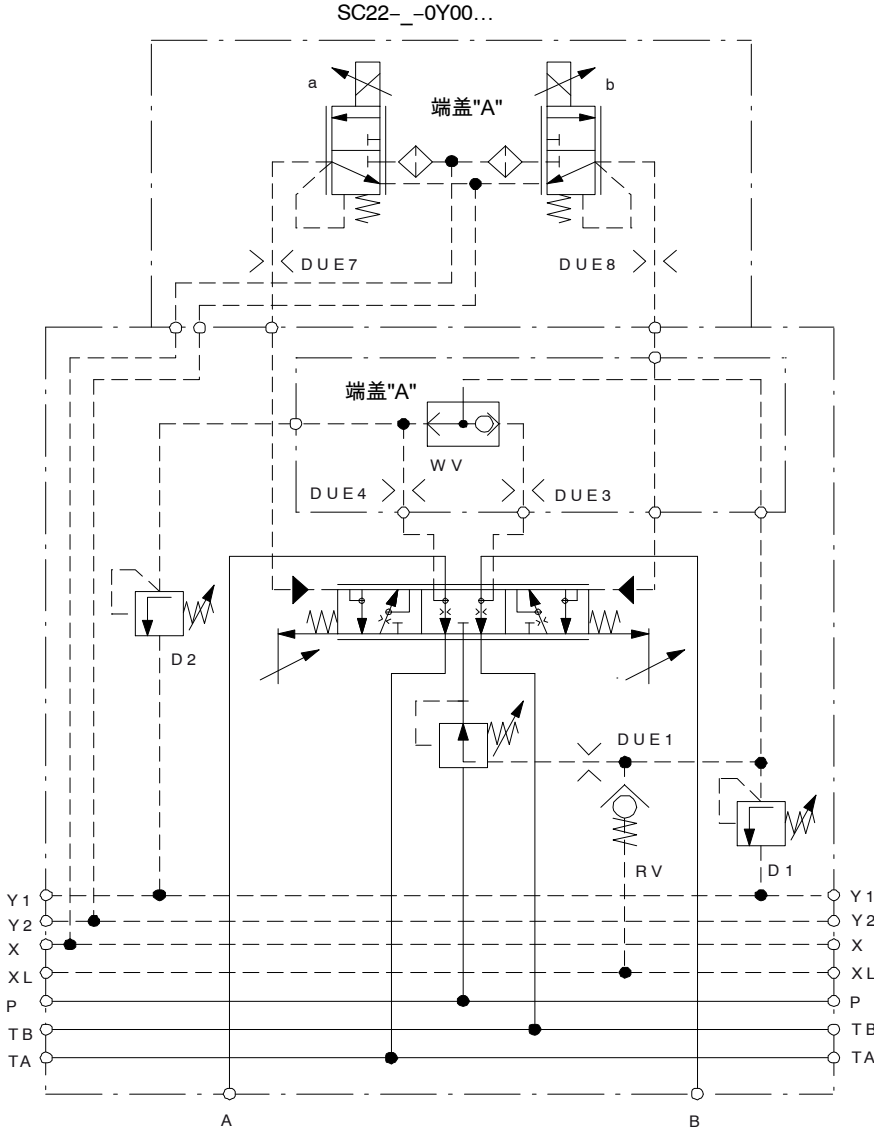 SC22-_-0Y00...
a
端盖"A"
b
DUE7
DUE8
端盖"A"
WV
DUE4
DUE3
D2
DUE1
RV
D1
Y1
Y1
Y2
Y2
X
X
XL
XL
P
P
TB
TB
TA
TA
A
B